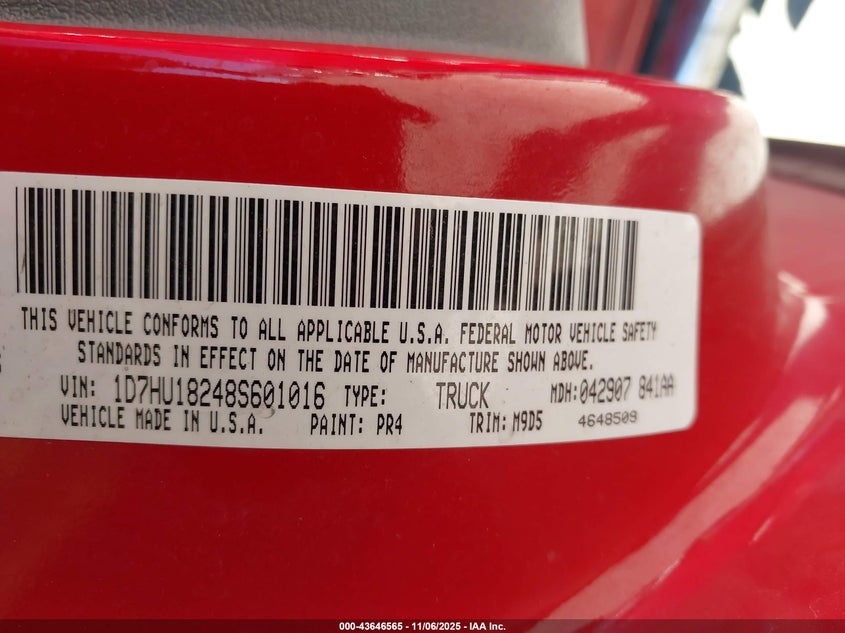 THIS VEHICLE CONFORMS TO ALL APPLICABLE U.S.A. FEDERAL MOTOR VEHICLE SAFETY
STANDARDS IN EFFECT ON THE DATE OF MANUFACTURE SHOWN ABOVE.
VIN: 1D7HU18248S601016 TYPE: TRUCK MDH: 042907 841AA
VEHICLE MADE IN U.S.A. PAINT: PR4 TRIM: M9D5 4648509
000-43646565 - 11/06/2025 - IAA Inc.